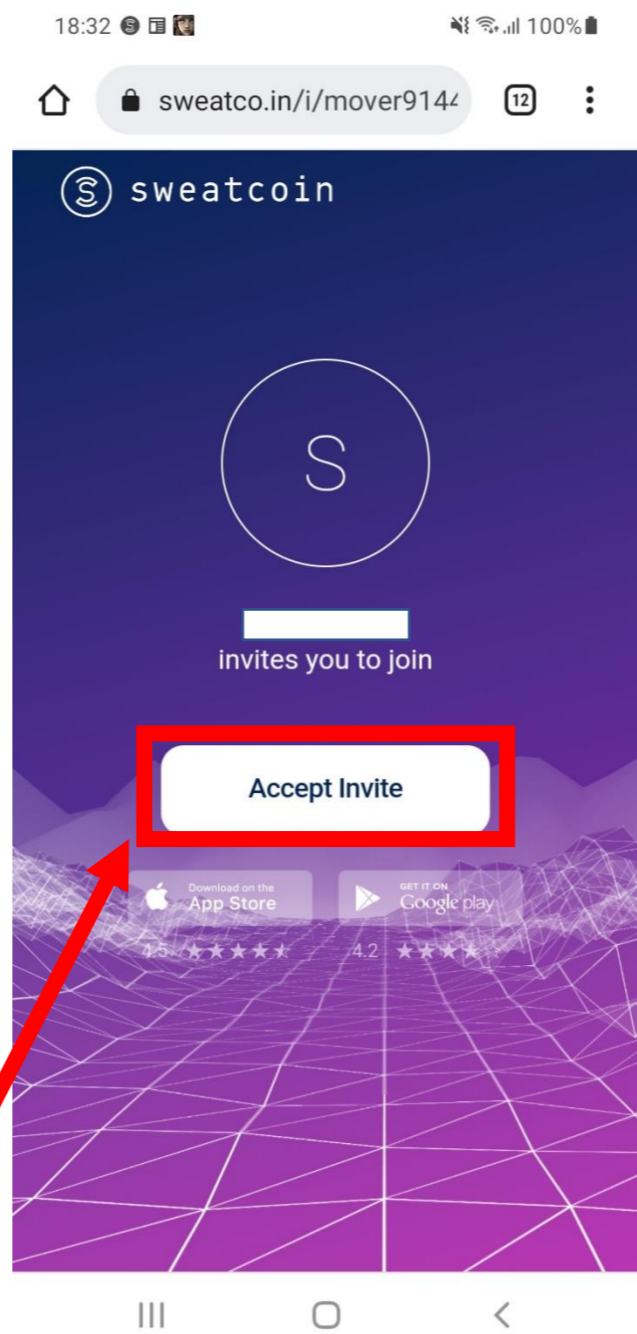 18:32 100%
sweatco.in/i/mover9144 12
sweatcoin
S
invites you to join
Accept Invite
Download on the
App Store
GET IT ON
Google play
4.5 4.2